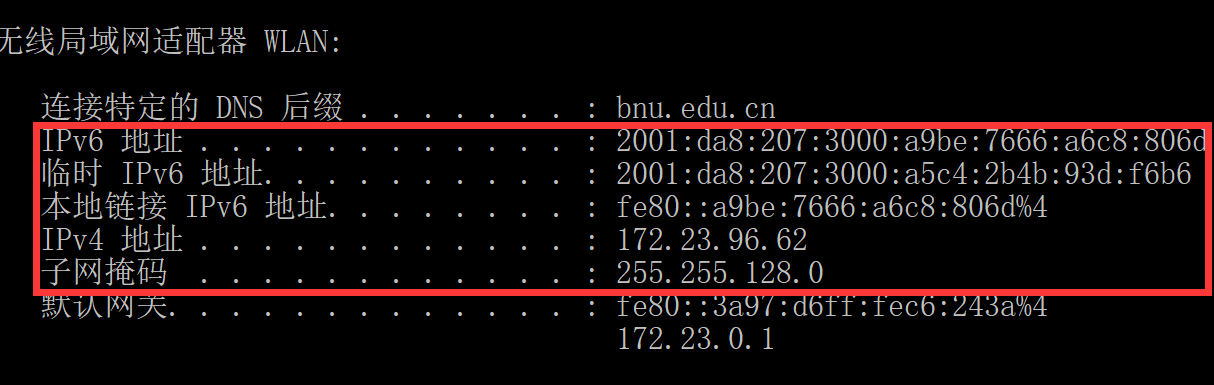 无线局域网适配器 WLAN:
连接特定的 DNS 后缀 . . . . . . . : bnu.edu.cn
IPv6 地址 . . . . . . . . . . . . : 2001:da8:207:3000:a9be:7666:a6c8:806d
临时 IPv6 地址. . . . . . . . . . : 2001:da8:207:3000:a5c4:2b4b:93d:f6b6
本地链接 IPv6 地址. . . . . . . . : fe80::a9be:7666:a6c8:806d%4
IPv4 地址 . . . . . . . . . . . . : 172.23.96.62
子网掩码 . . . . . . . . . . . . : 255.255.128.0
默认网关. . . . . . . . . . . . . : fe80::3a97:d6ff:fec6:243a%4
172.23.0.1